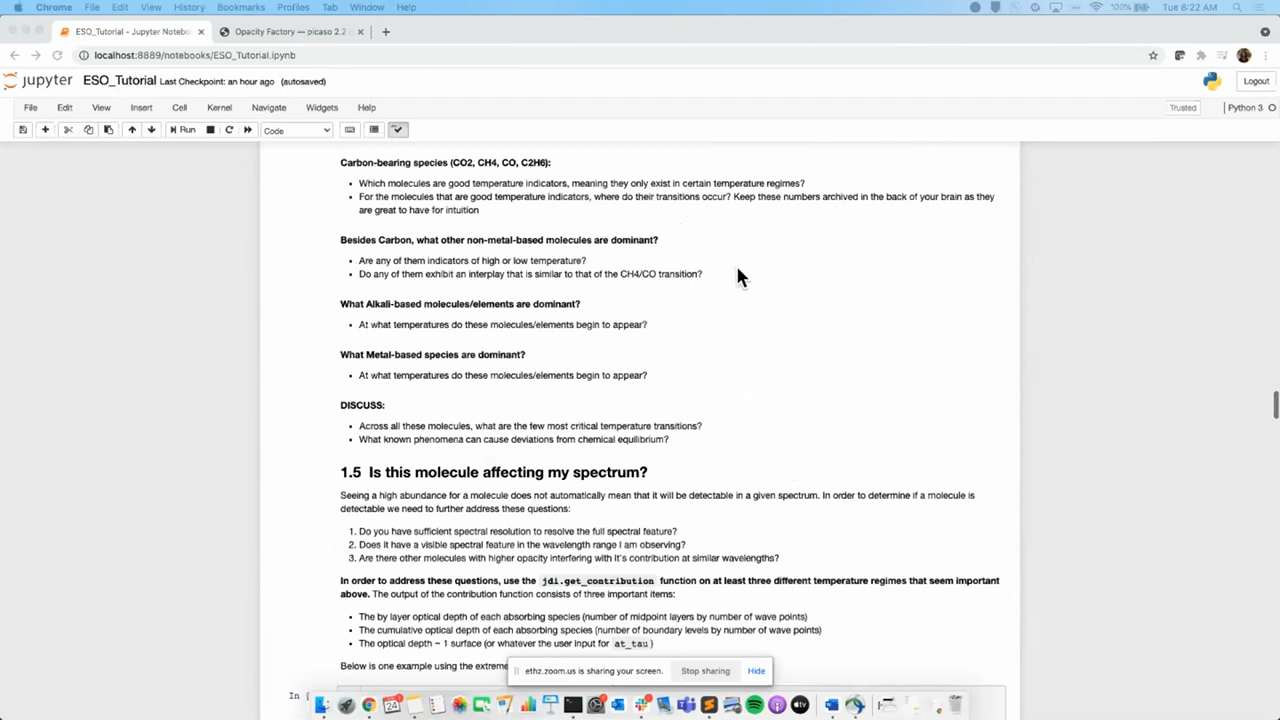 Chrome File Edit View History Bookmarks Profiles Tab Window Help 100% Tue 8:22 AM
ESO_Tutorial - Jupyter Notebo Opacity Factory — picaso 2.2
localhost:8889/notebooks/ESO_Tutorial.ipynb
jupyter ESO_Tutorial Last Checkpoint: an hour ago (autosaved) Logout
File Edit View Insert Cell Kernel Navigate Widgets Help Trusted Python 3
Run Code
Carbon-bearing species (CO2, CH4, CO, C2H6):
• Which molecules are good temperature indicators, meaning they only exist in certain temperature regimes?
• For the molecules that are good temperature indicators, where do their transitions occur? Keep these numbers archived in the back of your brain as they
are great to have for intuition
Besides Carbon, what other non-metal-based molecules are dominant?
• Are any of them indicators of high or low temperature?
• Do any of them exhibit an interplay that is similar to that of the CH4/CO transition?
What Alkali-based molecules/elements are dominant?
• At what temperatures do these molecules/elements begin to appear?
What Metal-based species are dominant?
• At what temperatures do these molecules/elements begin to appear?
DISCUSS:
• Across all these molecules, what are the few most critical temperature transitions?
• What known phenomena can cause deviations from chemical equilibrium?
1.5 Is this molecule affecting my spectrum?
Seeing a high abundance for a molecule does not automatically mean that it will be detectable in a given spectrum. In order to determine if a molecule is
detectable we need to further address these questions:
1. Do you have sufficient spectral resolution to resolve the full spectral feature?
2. Does it have a visible spectral feature in the wavelength range I am observing?
3. Are there other molecules with higher opacity interfering with it's contribution at similar wavelengths?
In order to address these questions, use the jdi.get_contribution function on at least three different temperature regimes that seem important
above. The output of the contribution function consists of three important items:
• The by layer optical depth of each absorbing species (number of midpoint layers by number of wave points)
• The cumulative optical depth of each absorbing species (number of boundary levels by number of wave points)
• The optical depth ~ 1 surface (or whatever the user input for at_tau)
Below is one example using the extreme
ethz.zoom.us is sharing your screen. Stop sharing Hide
In [
24